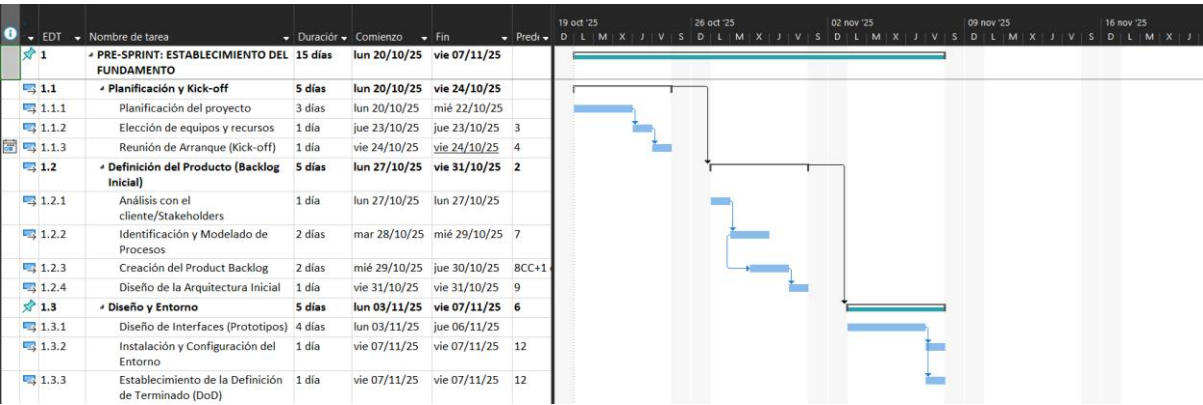 19 oct '25 26 oct '25 02 nov '25 09 nov '25 16 nov '25
EDT Nombre de tarea Duración Comienzo Fin Prede D L M X J V S D L M X J V S D L M X J V S D L M X J V S D L M X J
1 PRE-SPRINT: ESTABLECIMIENTO DEL 15 días lun 20/10/25 vie 07/11/25
FUNDAMENTO
1.1 Planificación y Kick-off 5 días lun 20/10/25 vie 24/10/25
1.1.1 Planificación del proyecto 3 días lun 20/10/25 mié 22/10/25
1.1.2 Elección de equipos y recursos 1 día jue 23/10/25 jue 23/10/25 3
1.1.3 Reunión de Arranque (Kick-off) 1 día vie 24/10/25 vie 24/10/25 4
1.2 Definición del Producto (Backlog 5 días lun 27/10/25 vie 31/10/25 2
Inicial)
1.2.1 Análisis con el 1 día lun 27/10/25 lun 27/10/25
cliente/Stakeholders
1.2.2 Identificación y Modelado de 2 días mar 28/10/25 mié 29/10/25 7
Procesos
1.2.3 Creación del Product Backlog 2 días mié 29/10/25 jue 30/10/25 8CC+1
1.2.4 Diseño de la Arquitectura Inicial 1 día vie 31/10/25 vie 31/10/25 9
1.3 Diseño y Entorno 5 días lun 03/11/25 vie 07/11/25 6
1.3.1 Diseño de Interfaces (Prototipos) 4 días lun 03/11/25 jue 06/11/25
1.3.2 Instalación y Configuración del 1 día vie 07/11/25 vie 07/11/25 12
Entorno
1.3.3 Establecimiento de la Definición 1 día vie 07/11/25 vie 07/11/25 12
de Terminado (DoD)